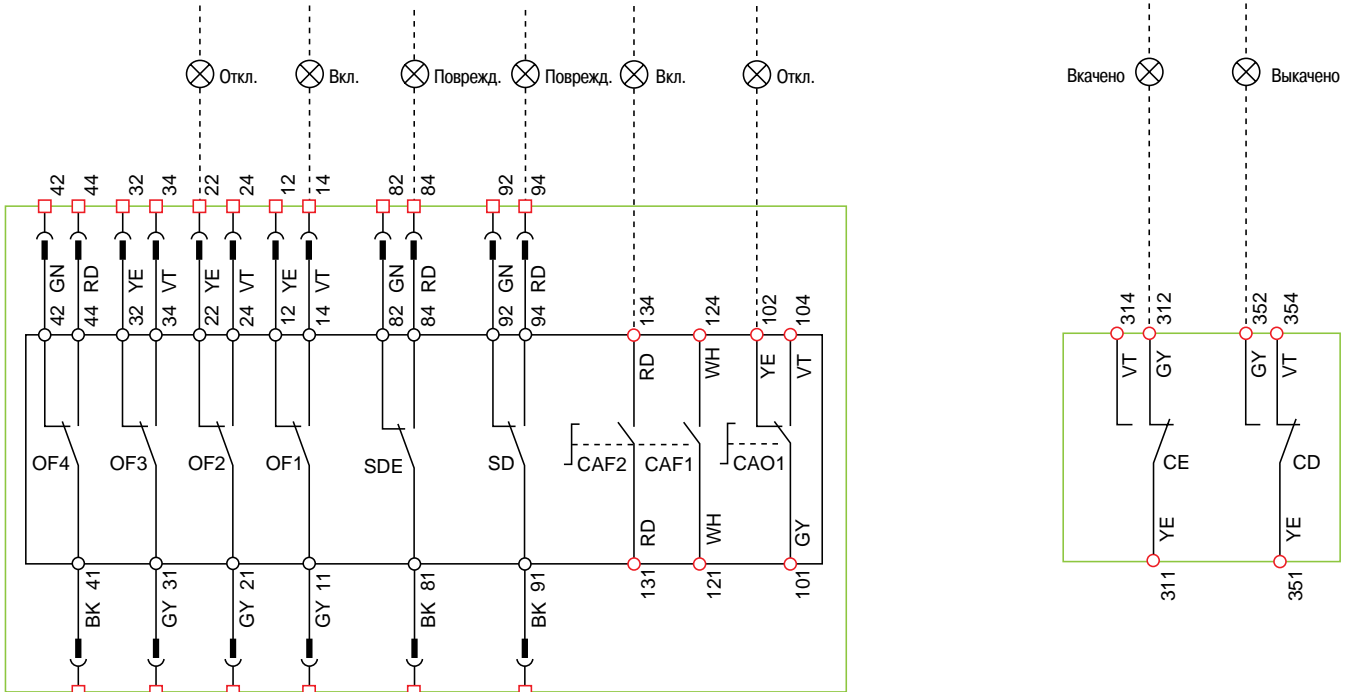 Откл. Вкл. Поврежд. Поврежд. Вкл. Откл. Вкачено Выкачено
42 44 32 34 22 24 12 14 82 84 92 94
GN RD YE VT YE VT YE VT GN RD GN RD
42 44 32 34 22 24 12 14 82 84 92 94 134 124 102 104 314 312 352 354
RD WH YE VT VT GY GY VT
OF4 OF3 OF2 OF1 SDE SD CAF2 CAF1 CAO1 CE CD
RD WH GY YE YE
41 31 21 11 81 91 131 121 101 311 351
BK GY GY GY BK BK